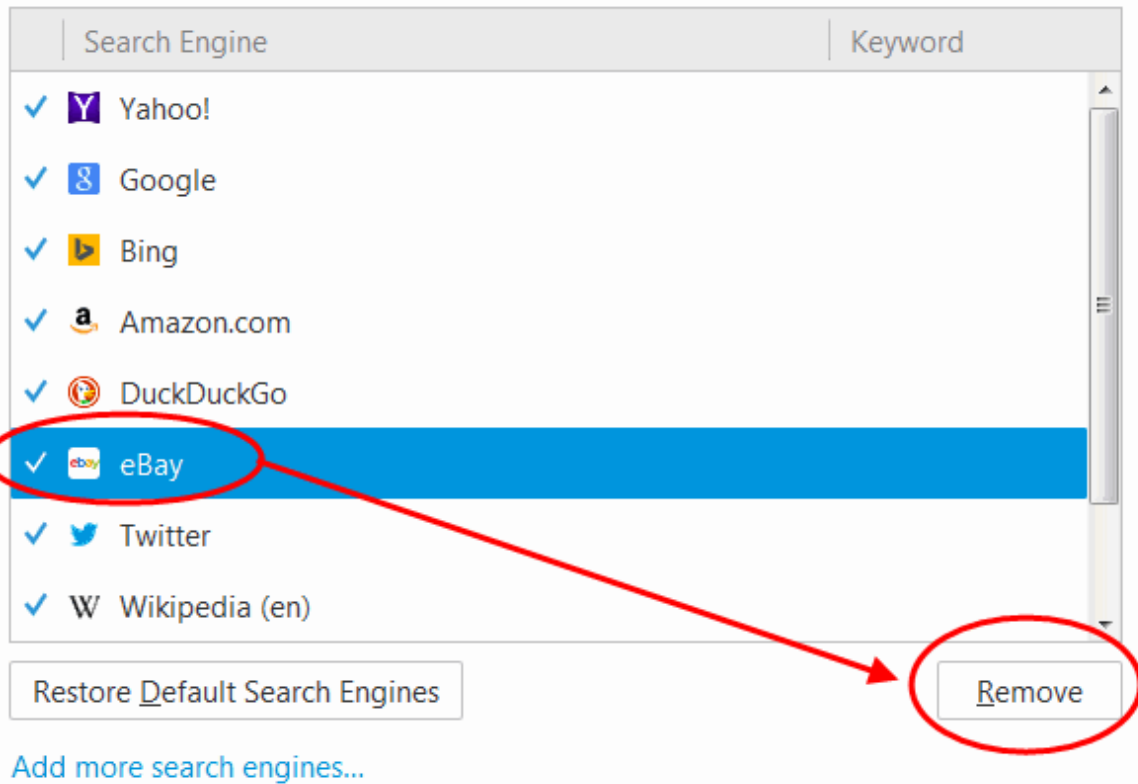 Search Engine Keyword
Yahoo!
Google
Bing
Amazon.com
DuckDuckGo
ebay eBay
Twitter
W Wikipedia (en)
Restore Default Search Engines Remove
Add more search engines...